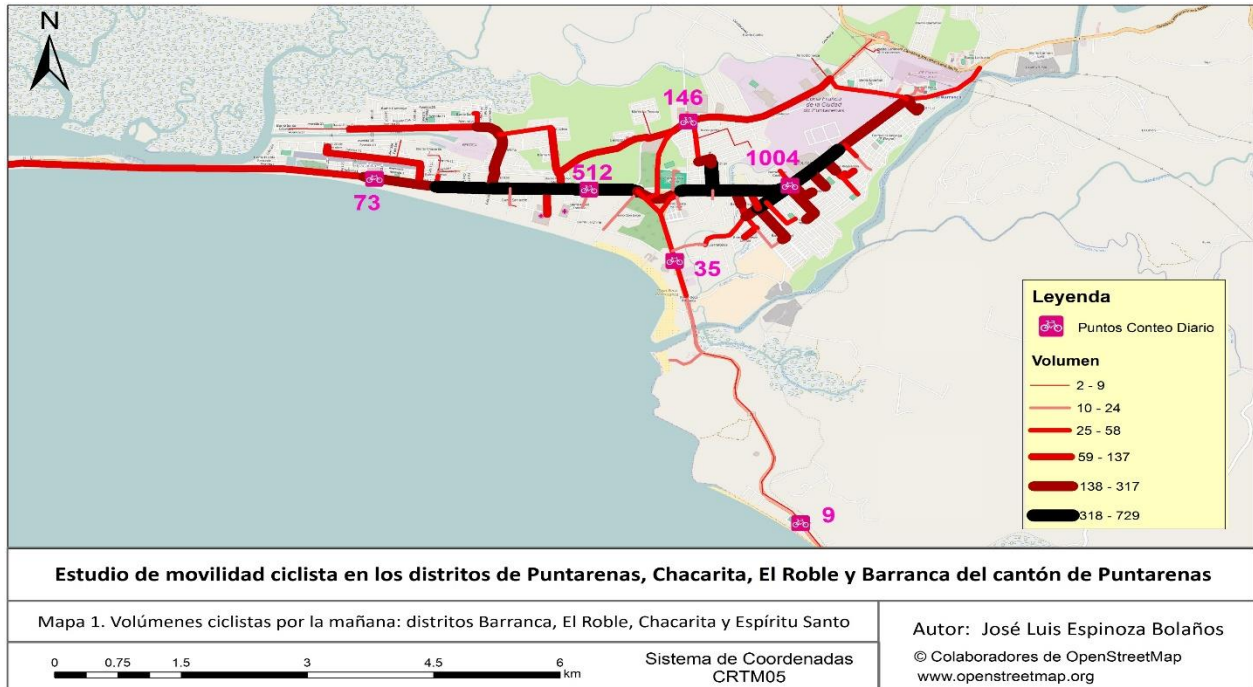 N
146
1004
512
73
35
9
Leyenda
Puntos Conteo Diario
Volumen
2 - 9
10 - 24
25 - 58
59 - 137
138 - 317
318 - 729
Estudio de movilidad ciclista en los distritos de Puntarenas, Chacarita, El Roble y Barranca del cantón de Puntarenas
Mapa 1. Volúmenes ciclistas por la mañana: distritos Barranca, El Roble, Chacarita y Espíritu Santo
0 0.75 1.5 3 4.5 6
km
Sistema de Coordenadas
CRTM05
Autor: José Luis Espinoza Bolaños
© Colaboradores de OpenStreetMap
www.openstreetmap.org